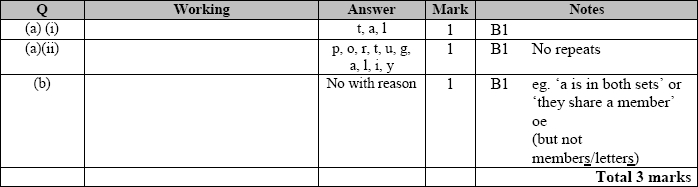 Q Working Answer Mark Notes
(a) (i) t, a, l 1 B1
(a)(ii) p, o, r, t, u, g, 1 B1 No repeats
a, l, i, y
(b) No with reason 1 B1 eg. ‘a is in both sets’ or
‘they share a member’
oe
(but not
members/letters)
Total 3 marks